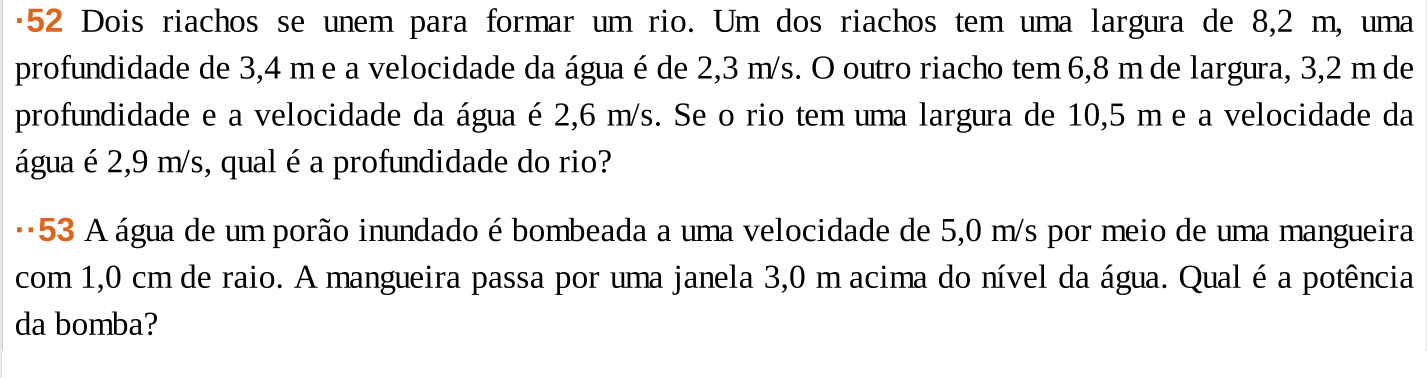 ·52 Dois riachos se unem para formar um rio. Um dos riachos tem uma largura de 8,2 m, uma
profundidade de 3,4 m e a velocidade da água é de 2,3 m/s. O outro riacho tem 6,8 m de largura, 3,2 m de
profundidade e a velocidade da água é 2,6 m/s. Se o rio tem uma largura de 10,5 m e a velocidade da
água é 2,9 m/s, qual é a profundidade do rio?
··53 A água de um porão inundado é bombeada a uma velocidade de 5,0 m/s por meio de uma mangueira
com 1,0 cm de raio. A mangueira passa por uma janela 3,0 m acima do nível da água. Qual é a potência
da bomba?